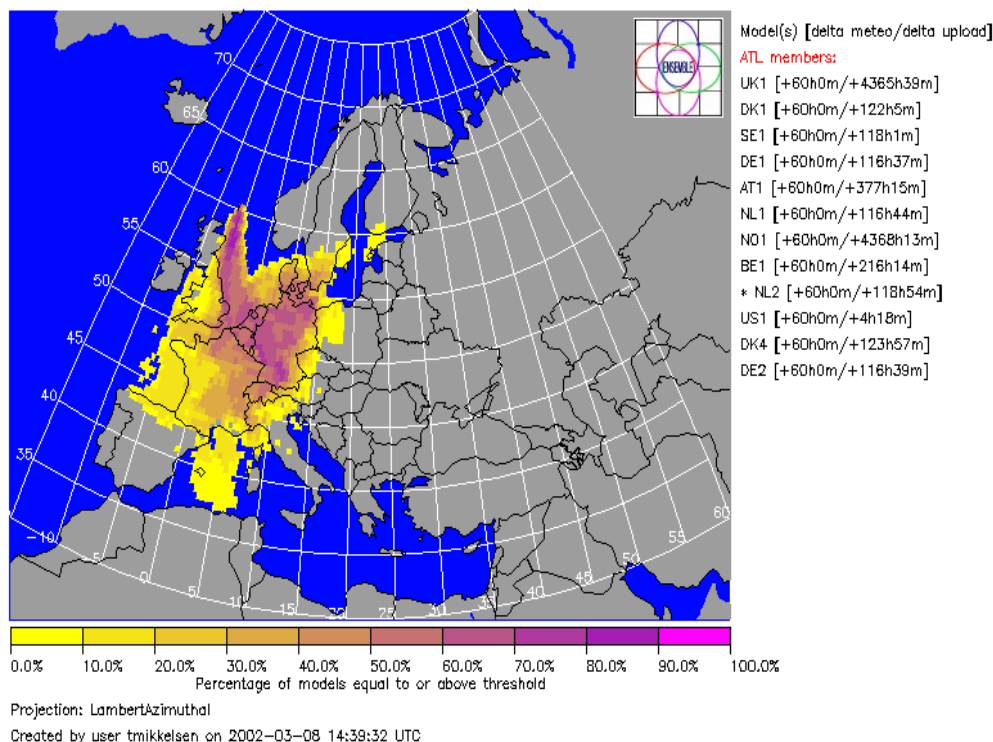 Model(s) [delta meteo/delta upload]
ATL members:
UK1 [+60h0m/+4365h39m]
DK1 [+60h0m/+122h5m]
SE1 [+60h0m/+118h1m]
DE1 [+60h0m/+116h37m]
AT1 [+60h0m/+377h15m]
NL1 [+60h0m/+116h44m]
NO1 [+60h0m/+4368h13m]
BE1 [+60h0m/+216h14m]
* NL2 [+60h0m/+118h54m]
US1 [+60h0m/+4h18m]
DK4 [+60h0m/+123h57m]
DE2 [+60h0m/+116h39m]
ENSEMBLE
70
65
60
55
50
45
40
35
-10
-5
0
5
10
15
20
25
30
35
40
45
50
55
60
0.0% 10.0% 20.0% 30.0% 40.0% 50.0% 60.0% 70.0% 80.0% 90.0% 100.0%
Percentage of models equal to or above threshold
Projection: LambertAzimuthal
Created by user tmikkelsen on 2002-03-08 14:39:32 UTC